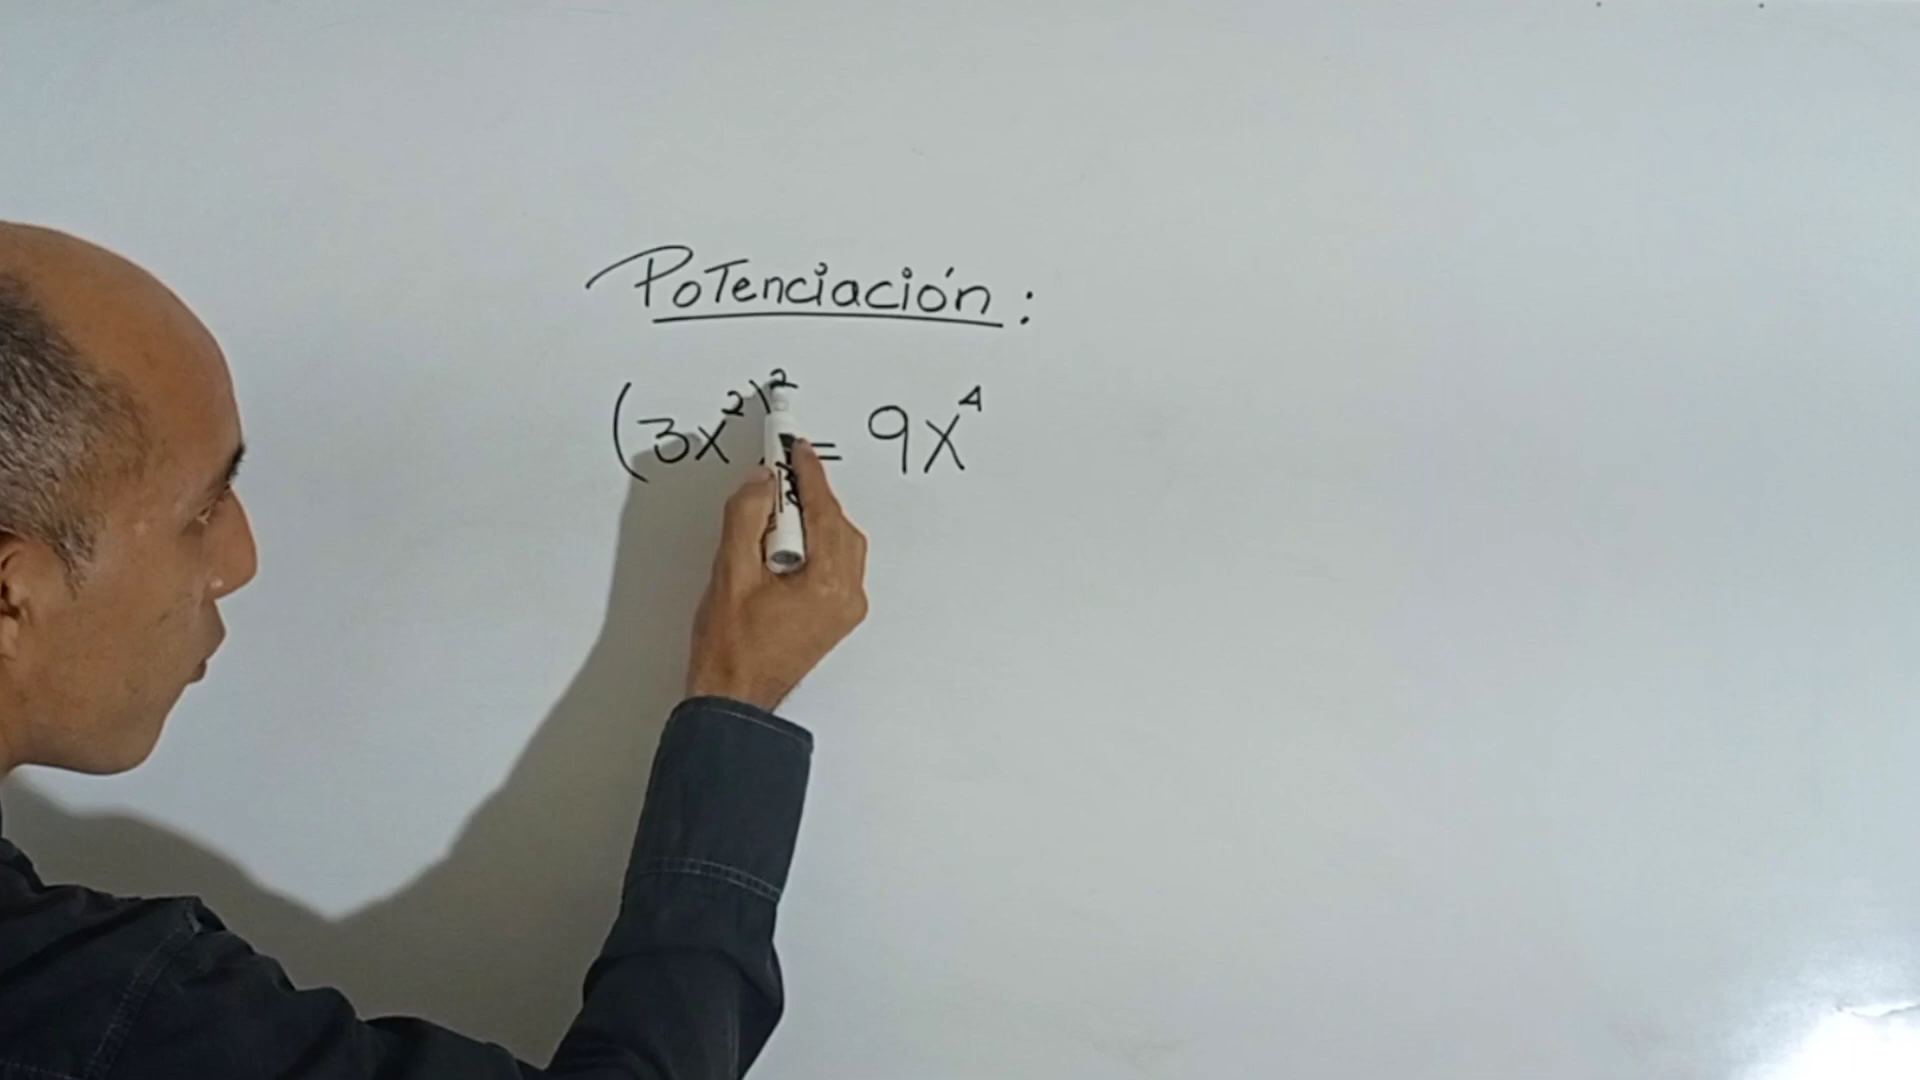 Potenciación:
(3x²)² = 9x⁴